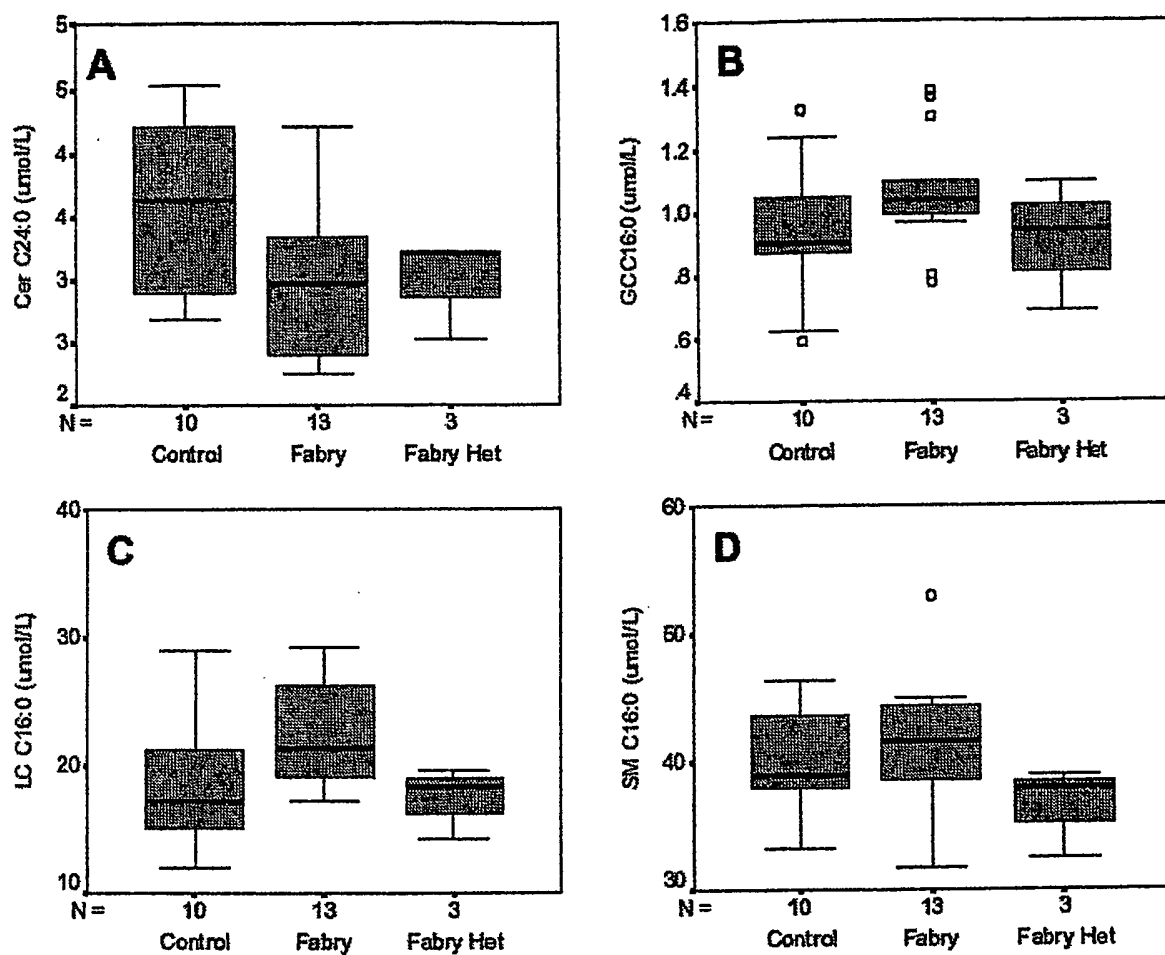 A
Cer C24:0 (umol/L)
5
5
4
4
3
3
2
N = 10 13 3
Control Fabry Fabry Het
B
GCC16:0 (umol/L)
1.6
1.4
1.2
1.0
.8
.6
.4
N = 10 13 3
Control Fabry Fabry Het
C
LC C16:0 (umol/L)
40
30
20
10
N = 10 13 3
Control Fabry Fabry Het
D
SM C16:0 (umol/L)
60
50
40
30
N = 10 13 3
Control Fabry Fabry Het